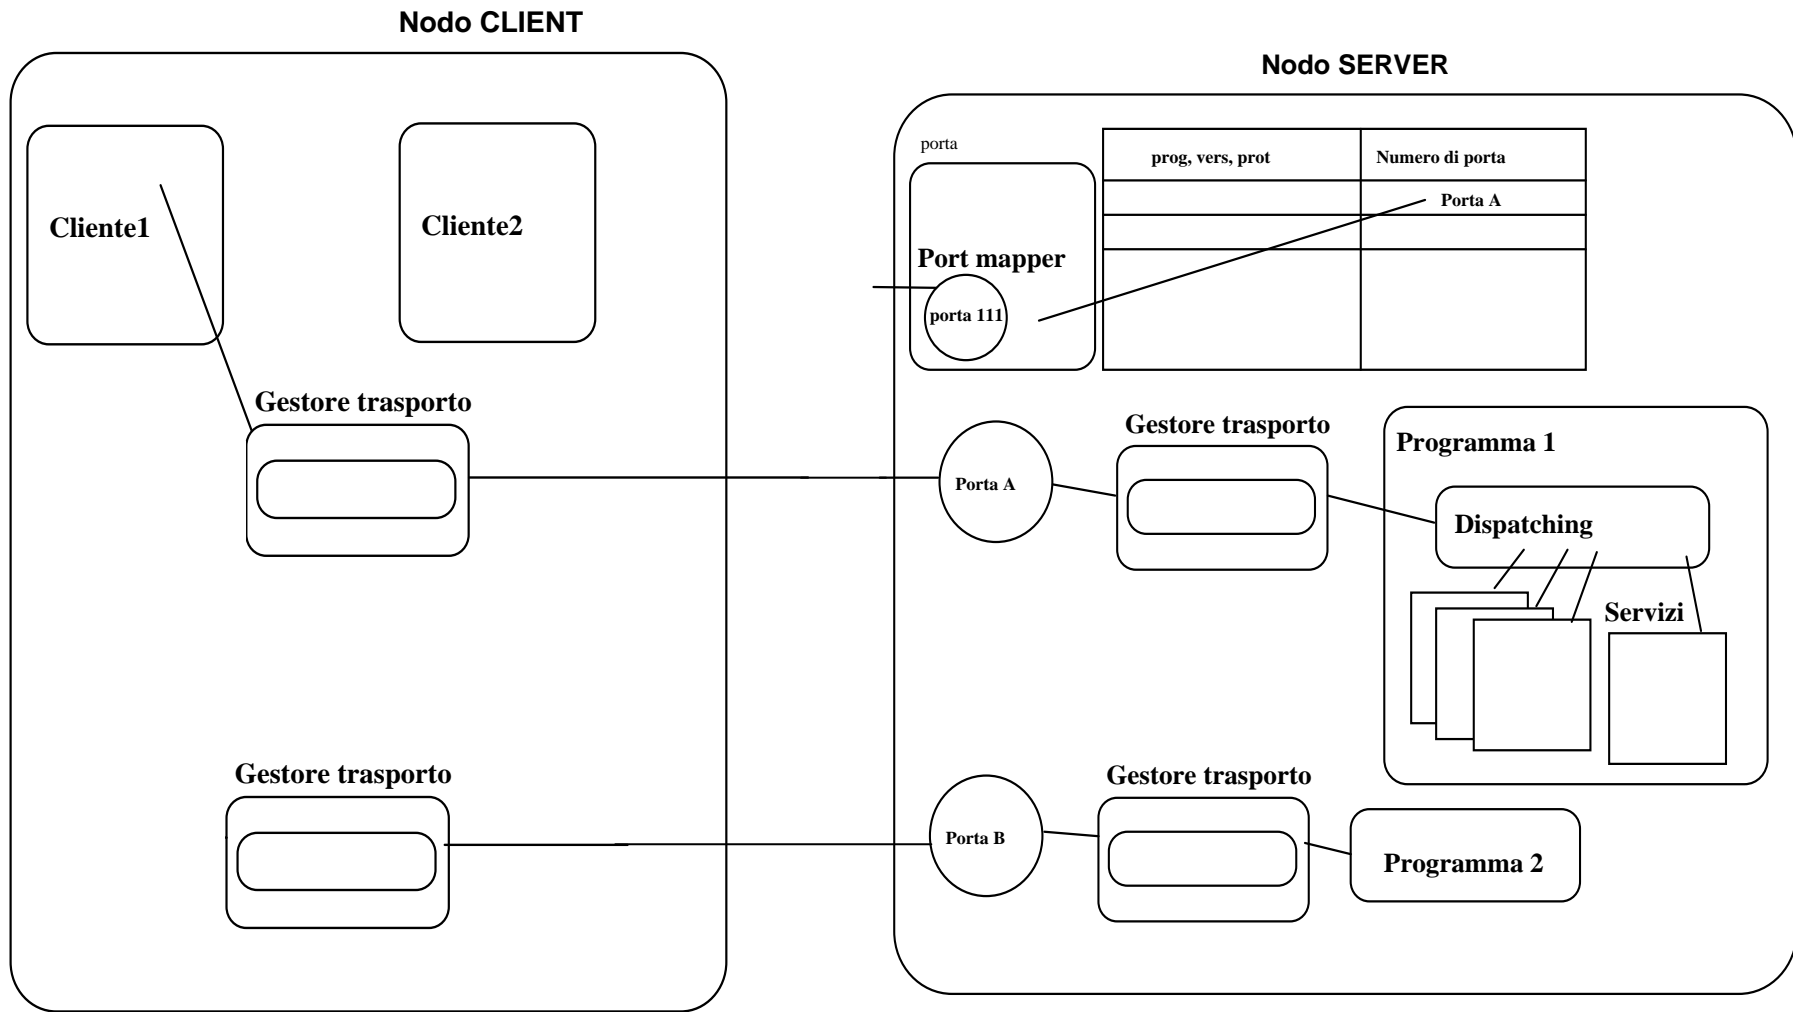 Nodo CLIENT
Nodo SERVER
porta
prog, vers, prot
Numero di porta
Porta A
Cliente1
Cliente2
Port mapper
porta 111
Gestore trasporto
Gestore trasporto
Programma 1
Porta A
Dispatching
Servizi
Gestore trasporto
Gestore trasporto
Porta B
Programma 2